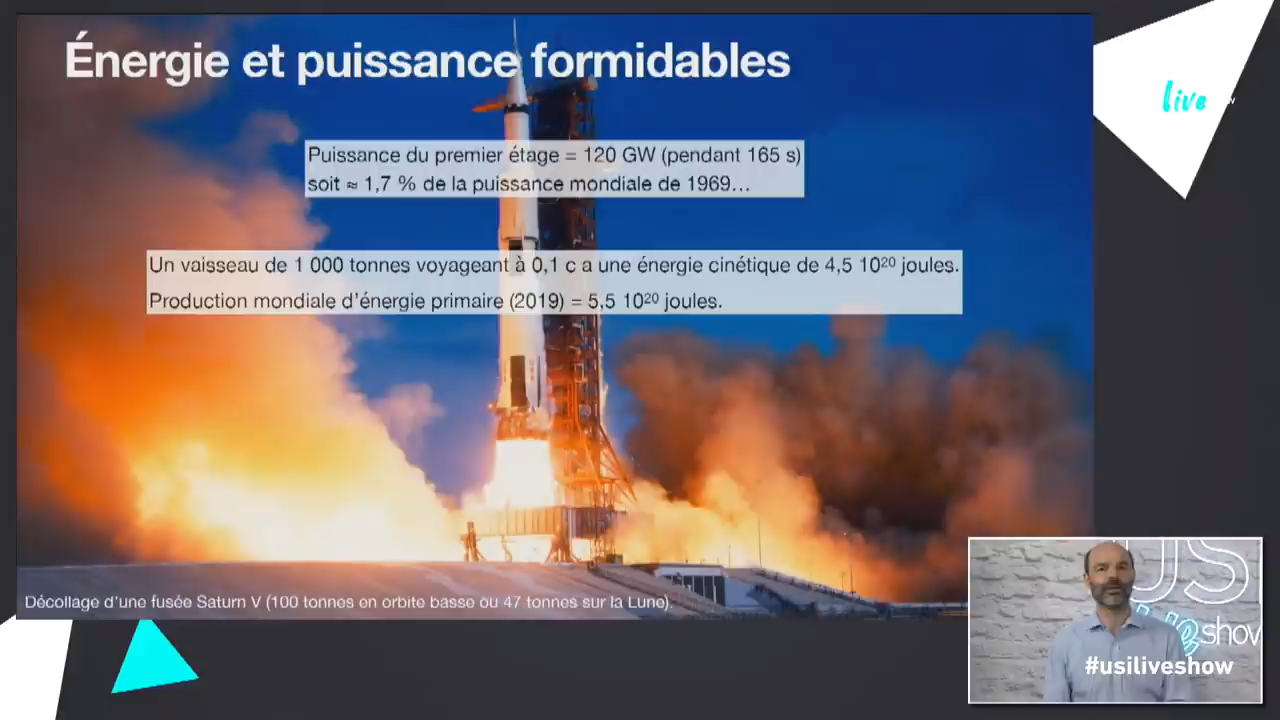 Énergie et puissance formidables
live
Puissance du premier étage = 120 GW (pendant 165 s)
soit ≈ 1,7 % de la puissance mondiale de 1969…
Un vaisseau de 1 000 tonnes voyageant à 0,1 c a une énergie cinétique de 4,5 10²⁰ joules.
Production mondiale d’énergie primaire (2019) = 5,5 10²⁰ joules.
Décollage d’une fusée Saturn V (100 tonnes en orbite basse ou 47 tonnes sur la Lune).
show
#usiliveshow